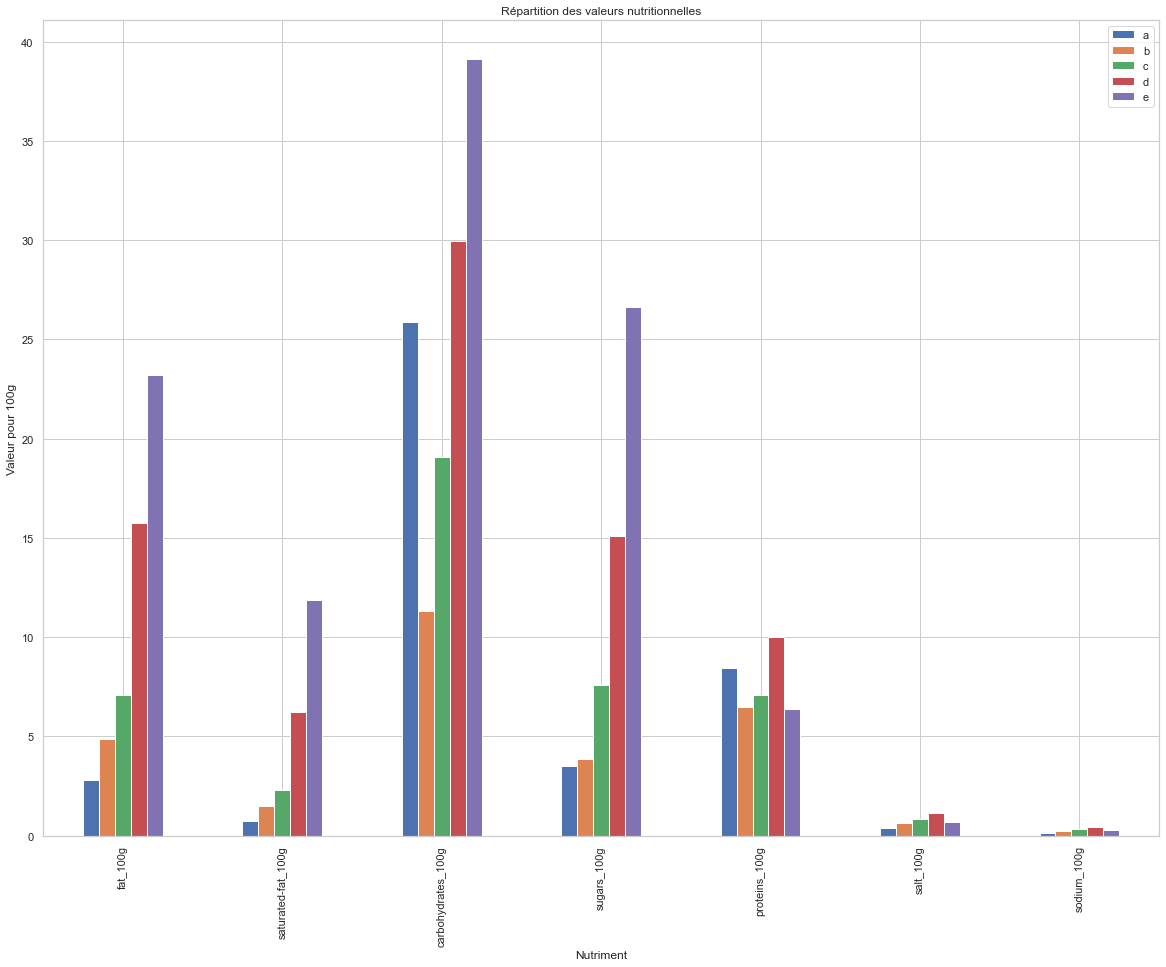 Répartition des valeurs nutritionnelles
a
b
c
d
e
Valeur pour 100g
40
35
30
25
20
15
10
5
0
fat_100g
saturated-fat_100g
carbohydrates_100g
sugars_100g
proteins_100g
salt_100g
sodium_100g
Nutriment